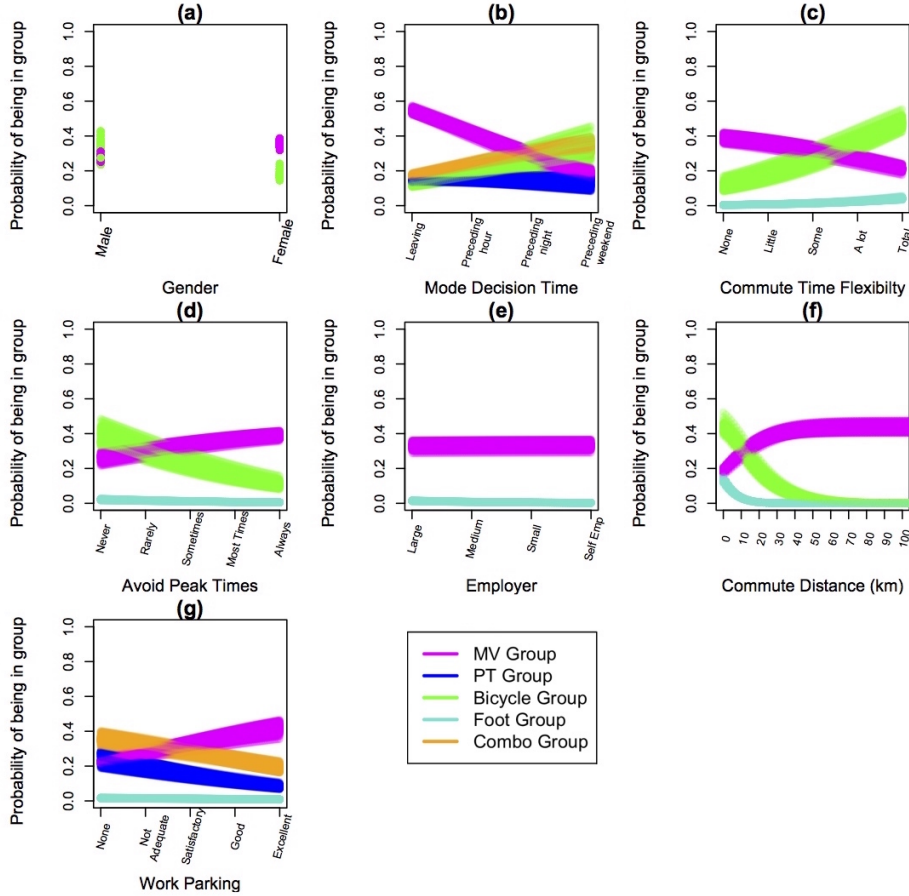 (a)
Probability of being in group
1.0
0.8
0.6
0.4
0.2
0.0
Male
Female
Gender
(b)
Probability of being in group
1.0
0.8
0.6
0.4
0.2
0.0
Leaving
Preceding
hour
Preceding
night
Preceding
weekend
Mode Decision Time
(c)
Probability of being in group
1.0
0.8
0.6
0.4
0.2
0.0
None
Little
Some
A lot
Total
Commute Time Flexibilty
(d)
Probability of being in group
1.0
0.8
0.6
0.4
0.2
0.0
Never
Rarely
Sometimes
Most Times
Always
Avoid Peak Times
(e)
Probability of being in group
1.0
0.8
0.6
0.4
0.2
0.0
Large
Medium
Small
Self Emp
Employer
(f)
Probability of being in group
1.0
0.8
0.6
0.4
0.2
0.0
0
10
20
30
40
50
60
70
80
90
100
Commute Distance (km)
(g)
Probability of being in group
1.0
0.8
0.6
0.4
0.2
0.0
None
Not
Adequate
Satisfactory
Good
Excellent
Work Parking
MV Group
PT Group
Bicycle Group
Foot Group
Combo Group